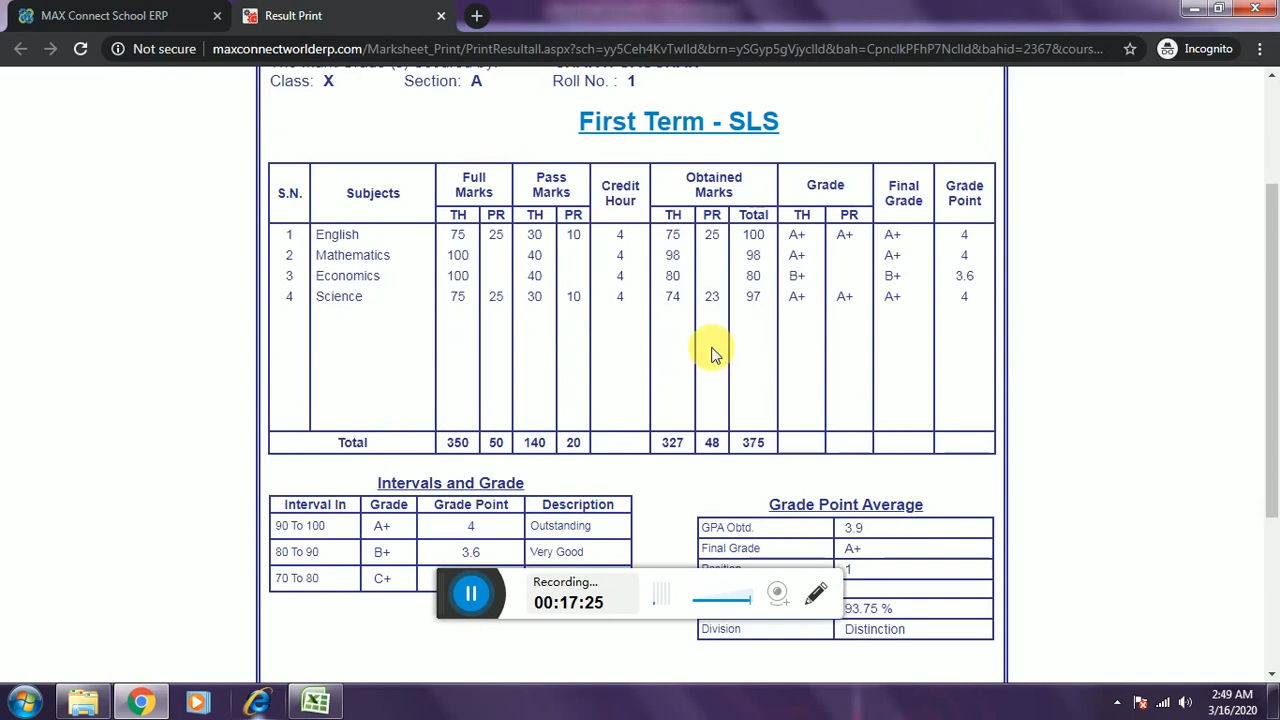 MAX Connect School ERP
Result Print
Not secure maxconnectworlderp.com/Marksheet_Print/PrintResultall.aspx?sch=yy5Ceh4KvTwlld&brn=ySGyp5gVjyclld&bah=CpnclkPFhP7Nclld&bahid=2367&cours... Incognito
Class: X Section: A Roll No. : 1
First Term - SLS
S.N. Subjects Full Marks Pass Marks Credit Hour Obtained Marks Grade Final Grade Grade Point
TH PR TH PR TH PR Total TH PR
1 English 75 25 30 10 4 75 25 100 A+ A+ A+ 4
2 Mathematics 100 40 4 98 98 A+ A+ 4
3 Economics 100 40 4 80 80 B+ B+ 3.6
4 Science 75 25 30 10 4 74 23 97 A+ A+ A+ 4
Total 350 50 140 20 327 48 375
Intervals and Grade
Interval In Grade Grade Point Description
90 To 100 A+ 4 Outstanding
80 To 90 B+ 3.6 Very Good
70 To 80 C+
Grade Point Average
GPA Obtd. 3.9
Final Grade A+
Position 1
93.75 %
Division Distinction
Recording...
00:17:25
2:49 AM
3/16/2020